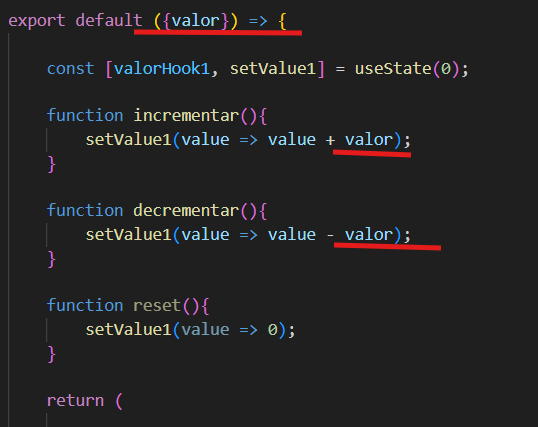 export default ({valor}) => {
const [valorHook1, setValue1] = useState(0);
function incrementar(){
setValue1(value => value + valor);
}
function decrementar(){
setValue1(value => value - valor);
}
function reset(){
setValue1(value => 0);
}
return (